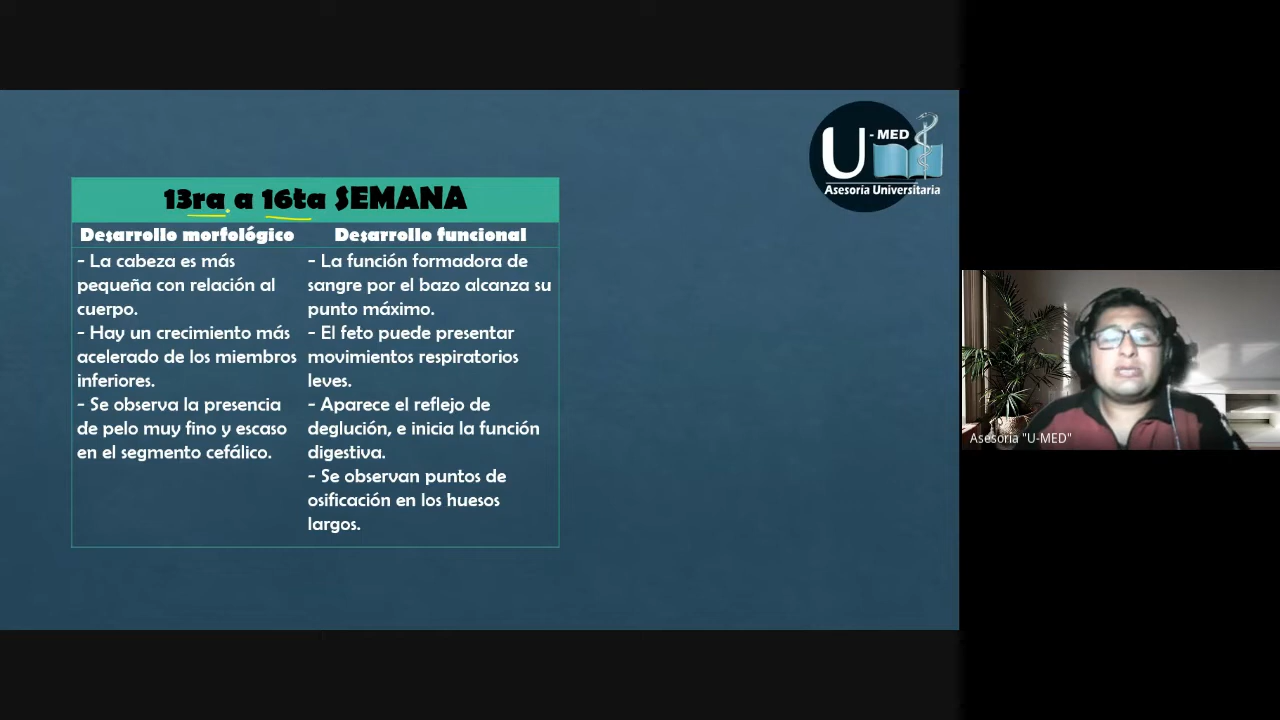 U-MED
Asesoría Universitaria
13ra a 16ta SEMANA
Desarrollo morfológico
- La cabeza es más
pequeña con relación al
cuerpo.
- Hay un crecimiento más
acelerado de los miembros
inferiores.
- Se observa la presencia
de pelo muy fino y escaso
en el segmento cefálico.
Desarrollo funcional
- La función formadora de
sangre por el bazo alcanza su
punto máximo.
- El feto puede presentar
movimientos respiratorios
leves.
- Aparece el reflejo de
deglución, e inicia la función
digestiva.
- Se observan puntos de
osificación en los huesos
largos.
Asesoría "U-MED"